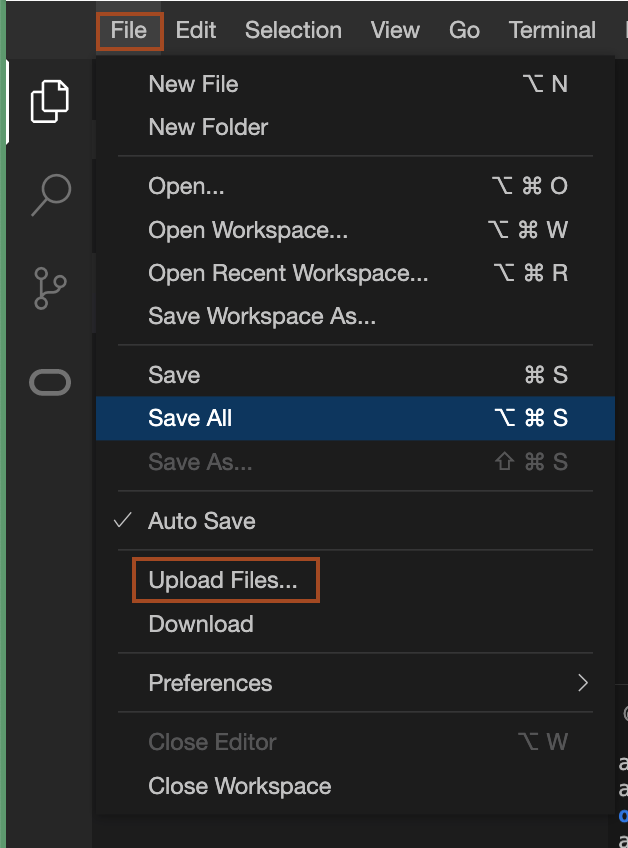 File Edit Selection View Go Terminal
New File ⌥ N
New Folder
Open... ⌥ ⌘ O
Open Workspace... ⌥ ⌘ W
Open Recent Workspace... ⌥ ⌘ R
Save Workspace As...
Save ⌘ S
Save All ⌥ ⌘ S
Save As... ⇧ ⌘ S
✓ Auto Save
Upload Files...
Download
Preferences >
Close Editor ⌥ W
Close Workspace
a
a
o
a